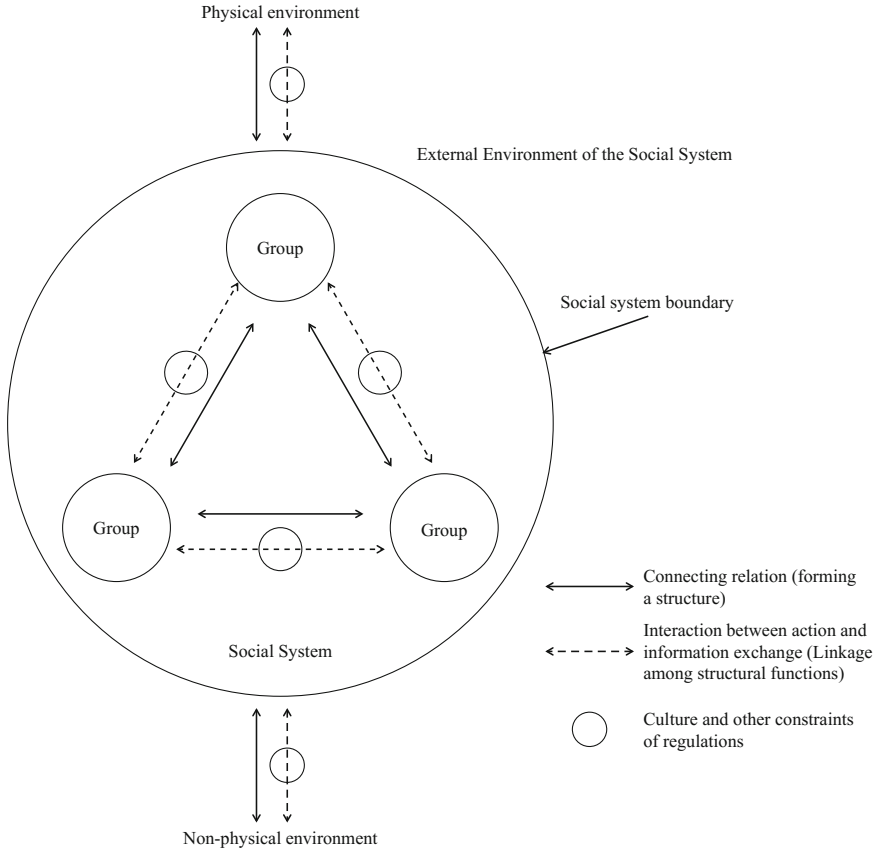 Physical environment
External Environment of the Social System
Group
Social system boundary
Group
Group
Connecting relation (forming
a structure)
Interaction between action and
information exchange (Linkage
among structural functions)
Social System
Culture and other constraints
of regulations
Non-physical environment